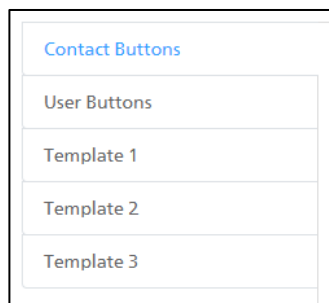 Contact Buttons
User Buttons
Template 1
Template 2
Template 3